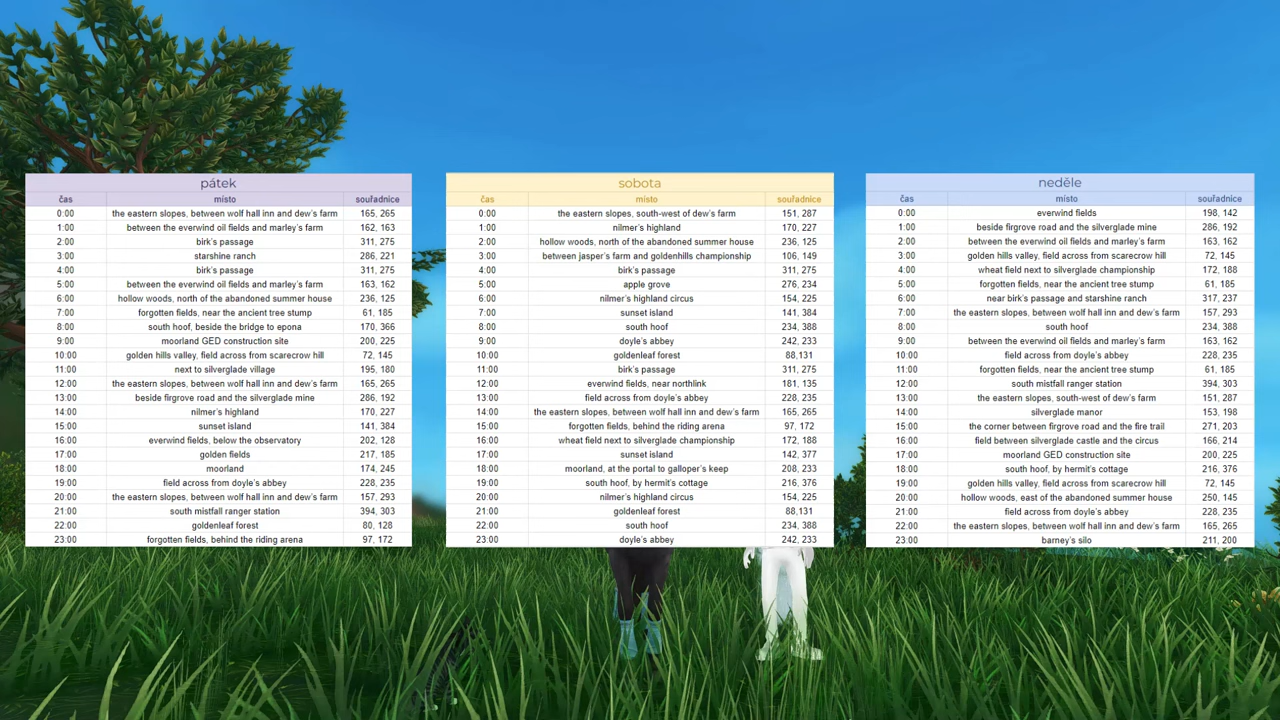 pátek
čas místo souřadnice
0:00 the eastern slopes, between wolf hall inn and dew's farm 165, 265
1:00 between the everwind oil fields and marley's farm 162, 163
2:00 birk's passage 311, 275
3:00 starshine ranch 286, 221
4:00 birk's passage 311, 275
5:00 between the everwind oil fields and marley's farm 163, 162
6:00 hollow woods, north of the abandoned summer house 236, 125
7:00 forgotten fields, near the ancient tree stump 61, 185
8:00 south hoof, beside the bridge to epona 170, 366
9:00 moorland GED construction site 200, 225
10:00 golden hills valley, field across from scarecrow hill 72, 145
11:00 next to silverglade village 195, 180
12:00 the eastern slopes, between wolf hall inn and dew's farm 165, 265
13:00 beside firgrove road and the silverglade mine 286, 192
14:00 nilmer's highland 170, 227
15:00 sunset island 141, 384
16:00 everwind fields, below the observatory 202, 128
17:00 golden fields 217, 185
18:00 moorland 174, 245
19:00 field across from doyle's abbey 228, 235
20:00 the eastern slopes, between wolf hall inn and dew's farm 157, 293
21:00 south mistfall ranger station 394, 303
22:00 goldenleaf forest 80, 128
23:00 forgotten fields, behind the riding arena 97, 172
sobota
čas místo souřadnice
0:00 the eastern slopes, south-west of dew's farm 151, 287
1:00 nilmer's highland 170, 227
2:00 hollow woods, north of the abandoned summer house 236, 125
3:00 between jasper's farm and goldenhills championship 106, 149
4:00 birk's passage 311, 275
5:00 apple grove 276, 234
6:00 nilmer's highland circus 154, 225
7:00 sunset island 141, 384
8:00 south hoof 234, 388
9:00 doyle's abbey 242, 233
10:00 goldenleaf forest 88,131
11:00 birk's passage 311, 275
12:00 everwind fields, near northlink 181, 135
13:00 field across from doyle's abbey 228, 235
14:00 the eastern slopes, between wolf hall inn and dew's farm 165, 265
15:00 forgotten fields, behind the riding arena 97, 172
16:00 wheat field next to silverglade championship 172, 188
17:00 sunset island 142, 377
18:00 moorland, at the portal to galloper's keep 208, 233
19:00 south hoof, by hermit's cottage 216, 376
20:00 nilmer's highland circus 154, 225
21:00 goldenleaf forest 88,131
22:00 south hoof 234, 388
23:00 doyle's abbey 242, 233
neděle
čas místo souřadnice
0:00 everwind fields 198, 142
1:00 beside firgrove road and the silverglade mine 286, 192
2:00 between the everwind oil fields and marley's farm 163, 162
3:00 golden hills valley, field across from scarecrow hill 72, 145
4:00 wheat field next to silverglade championship 172, 188
5:00 forgotten fields, near the ancient tree stump 61, 185
6:00 near birk's passage and starshine ranch 317, 237
7:00 the eastern slopes, between wolf hall inn and dew's farm 157, 293
8:00 south hoof 234, 388
9:00 between the everwind oil fields and marley's farm 163, 162
10:00 field across from doyle's abbey 228, 235
11:00 forgotten fields, near the ancient tree stump 61, 185
12:00 south mistfall ranger station 394, 303
13:00 the eastern slopes, south-west of dew's farm 151, 287
14:00 silverglade manor 153, 198
15:00 the corner between firgrove road and the fire trail 271, 203
16:00 field between silverglade castle and the circus 166, 214
17:00 moorland GED construction site 200, 225
18:00 south hoof, by hermit's cottage 216, 376
19:00 golden hills valley, field across from scarecrow hill 72, 145
20:00 hollow woods, east of the abandoned summer house 250, 145
21:00 field across from doyle's abbey 228, 235
22:00 the eastern slopes, between wolf hall inn and dew's farm 165, 265
23:00 barney's silo 211, 200